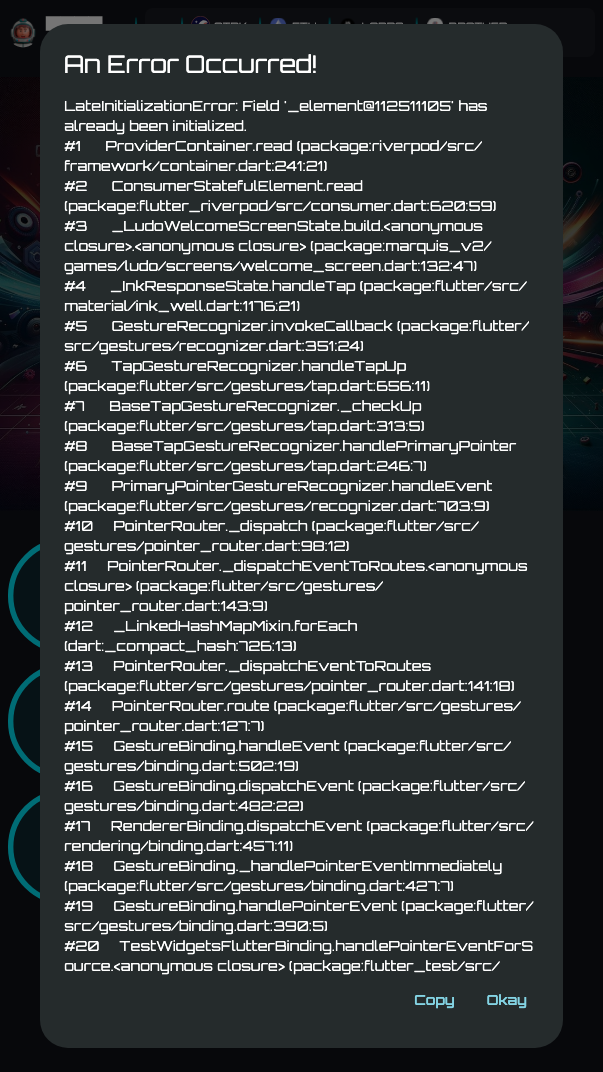 An Error Occurred!
LateInitializationError: Field '_element@112511105' has
already been initialized.
#1 ProviderContainer.read (package:riverpod/src/
framework/container.dart:241:21)
#2 ConsumerStatefulElement.read
(package:flutter_riverpod/src/consumer.dart:620:59)
#3 _LudoWelcomeScreenState.build.<anonymous
closure>.<anonymous closure> (package:marquis_v2/
games/ludo/screens/welcome_screen.dart:132:47)
#4 _InkResponseState.handleTap (package:flutter/src/
material/ink_well.dart:1176:21)
#5 GestureRecognizer.invokeCallback (package:flutter/
src/gestures/recognizer.dart:351:24)
#6 TapGestureRecognizer.handleTapUp
(package:flutter/src/gestures/tap.dart:656:11)
#7 BaseTapGestureRecognizer._checkUp
(package:flutter/src/gestures/tap.dart:313:5)
#8 BaseTapGestureRecognizer.handlePrimaryPointer
(package:flutter/src/gestures/tap.dart:246:7)
#9 PrimaryPointerGestureRecognizer.handleEvent
(package:flutter/src/gestures/recognizer.dart:703:9)
#10 PointerRouter._dispatch (package:flutter/src/
gestures/pointer_router.dart:98:12)
#11 PointerRouter._dispatchEventToRoutes.<anonymous
closure> (package:flutter/src/gestures/
pointer_router.dart:143:9)
#12 _LinkedHashMapMixin.forEach
(dart:_compact_hash:726:13)
#13 PointerRouter._dispatchEventToRoutes
(package:flutter/src/gestures/pointer_router.dart:141:18)
#14 PointerRouter.route (package:flutter/src/gestures/
pointer_router.dart:127:7)
#15 GestureBinding.handleEvent (package:flutter/src/
gestures/binding.dart:502:19)
#16 GestureBinding.dispatchEvent (package:flutter/src/
gestures/binding.dart:482:22)
#17 RendererBinding.dispatchEvent (package:flutter/src/
rendering/binding.dart:457:11)
#18 GestureBinding._handlePointerEventImmediately
(package:flutter/src/gestures/binding.dart:427:7)
#19 GestureBinding.handlePointerEvent (package:flutter/
src/gestures/binding.dart:390:5)
#20 TestWidgetsFlutterBinding.handlePointerEventForS
ource.<anonymous closure> (package:flutter_test/src/
Copy Okay